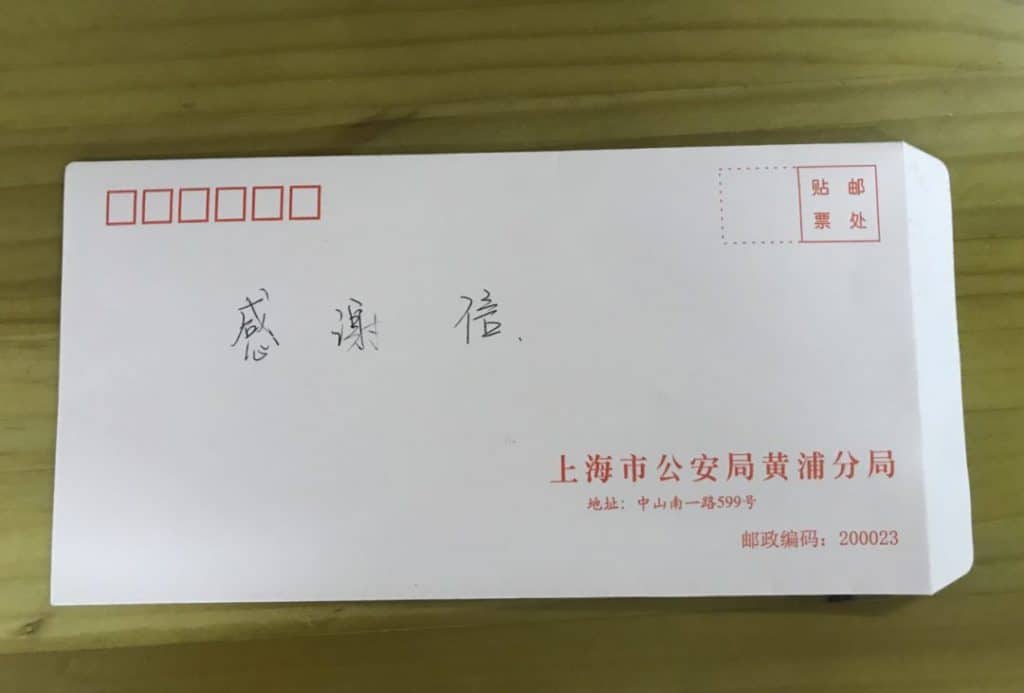 贴 邮
票 处
感 谢 信.
上海市公安局黄浦分局
地址：中山南一路599号
邮政编码：200023